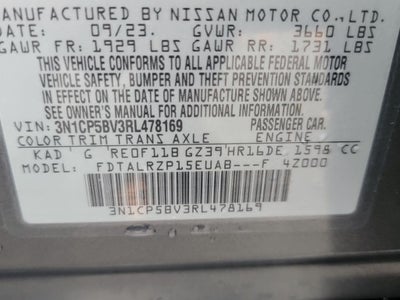 MANUFACTURED BY NISSAN MOTOR CO.,LTD.
DATE: 09/23. GVWR: 3660 LBS
GAWR FR: 1929 LBS GAWR RR: 1731 LBS
THIS VEHICLE CONFORMS TO ALL APPLICABLE FEDERAL MOTOR
VEHICLE SAFETY, BUMPER AND THEFT PREVENTION STANDARDS
IN EFFECT ON THE DATE OF MANUFACTURE SHOWN ABOVE.
SEE OWNER'S MANUAL FOR ADDITIONAL INFORMATION.
VIN: 3N1CP5BV3RL478169 PASSENGER CAR.
COLOR TRIM TRANS AXLE ENGINE
KAD G RE0F11B GZ39 HR16DE 1598 CC
MODEL: FDTALRZP15EUAB---F 4Z000
3N1CP5BV3RL478169